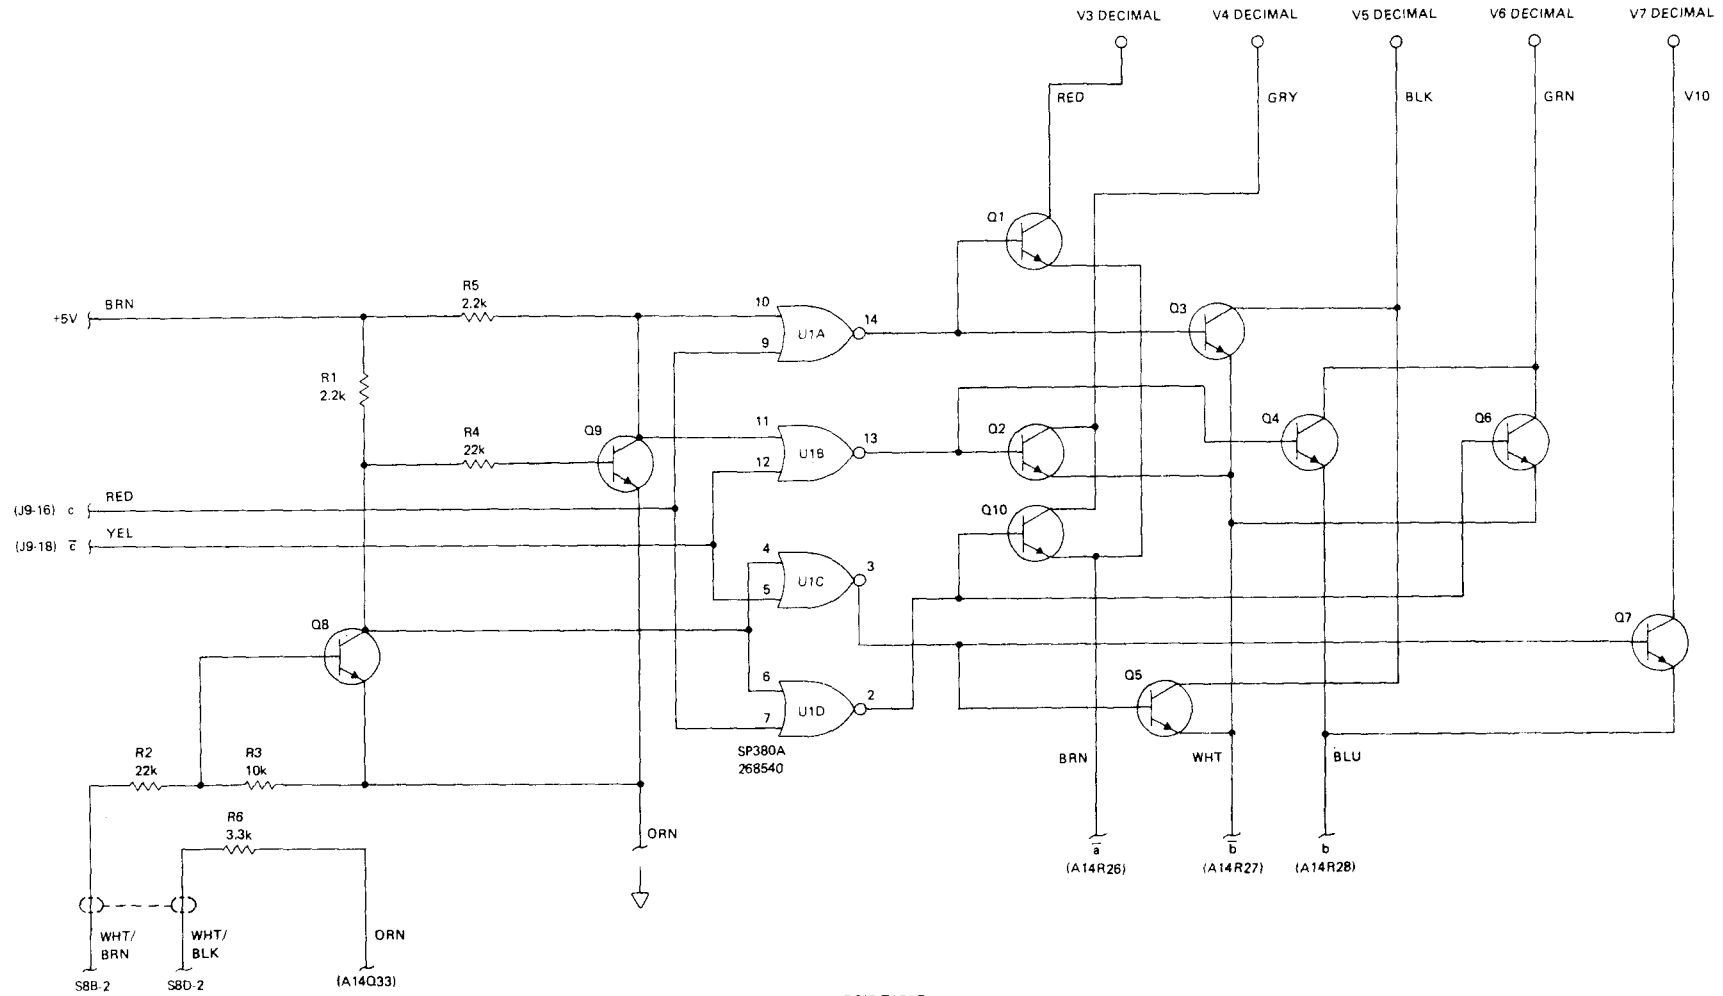 V3 DECIMAL
V4 DECIMAL
V5 DECIMAL
V6 DECIMAL
V7 DECIMAL
RED
GRY
BLK
GRN
V10
Q1
R5
2.2k
BRN
+5V
10
9
U1A
14
Q3
R1
2.2k
R4
22k
Q9
11
12
U1B
13
Q2
Q4
Q6
(J9-16) c
RED
(J9-18) c̅
YEL
Q10
4
5
U1C
3
Q8
Q7
6
7
U1D
2
Q5
SP380A
268540
R2
22k
R3
10k
BRN
WHT
BLU
R6
3.3k
ORN
a̅
(A14R26)
b̅
(A14R27)
b
(A14R28)
WHT/
BRN
WHT/
BLK
ORN
S8B-2
S8D-2
(A14Q33)